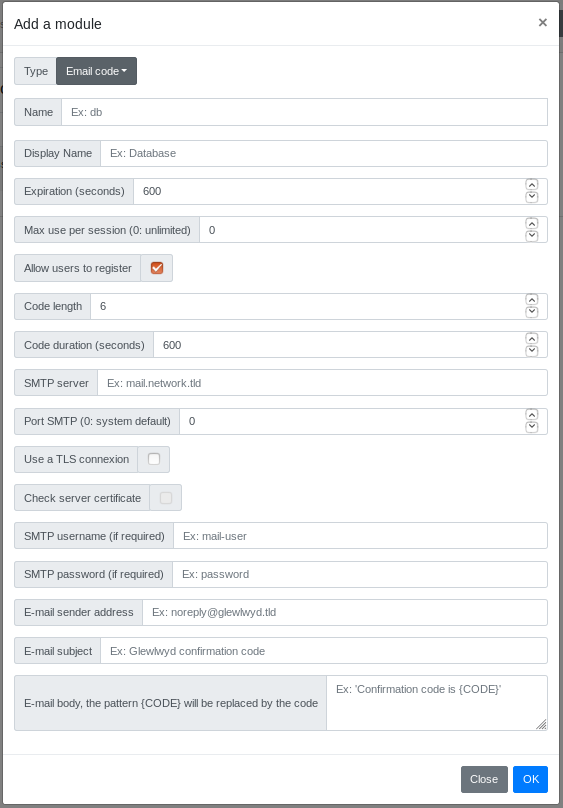 Add a module ×
Type Email code
Name Ex: db
Display Name Ex: Database
Expiration (seconds) 600
Max use per session (0: unlimited) 0
Allow users to register
Code length 6
Code duration (seconds) 600
SMTP server Ex: mail.network.tld
Port SMTP (0: system default) 0
Use a TLS connexion
Check server certificate
SMTP username (if required) Ex: mail-user
SMTP password (if required) Ex: password
E-mail sender address Ex: noreply@glewlwyd.tld
E-mail subject Ex: Glewlwyd confirmation code
E-mail body, the pattern {CODE} will be replaced by the code Ex: 'Confirmation code is {CODE}'
Close OK